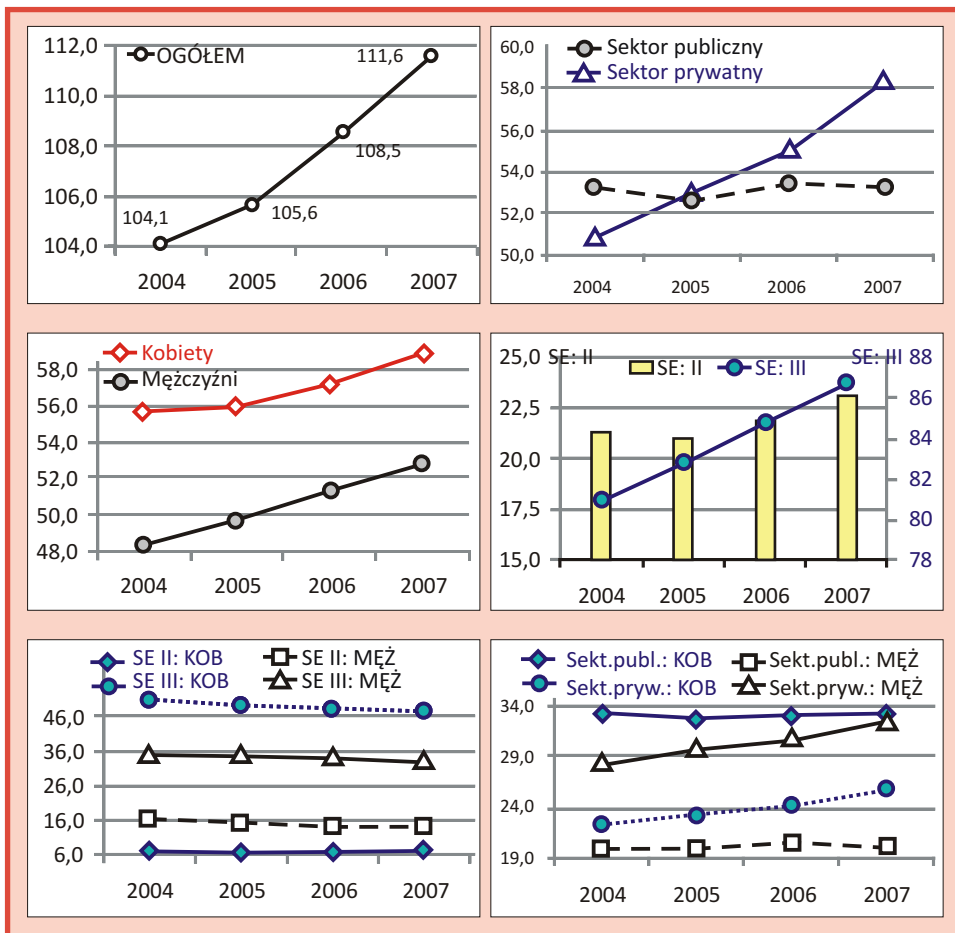 112,0
OGÓŁEM
111,6
110,0
108,0
108,5
106,0
104,1
105,6
104,0
2004 2005 2006 2007
60,0
Sektor publiczny
Sektor prywatny
58,0
56,0
54,0
52,0
50,0
2004 2005 2006 2007
Kobiety
58,0
Mężczyźni
56,0
54,0
52,0
50,0
48,0
2004 2005 2006 2007
25,0 SE: II SE: III 88
SE: II SE: III
22,5 86
84
20,0
82
17,5
80
15,0 78
2004 2005 2006 2007
SE II: KOB SE II: MĘŻ
SE III: KOB SE III: MĘŻ
46,0
36,0
26,0
16,0
6,0
2004 2005 2006 2007
Sekt.publ.: KOB Sekt.publ.: MĘŻ
Sekt.pryw.: KOB Sekt.pryw.: MĘŻ
34,0
29,0
24,0
19,0
2004 2005 2006 2007